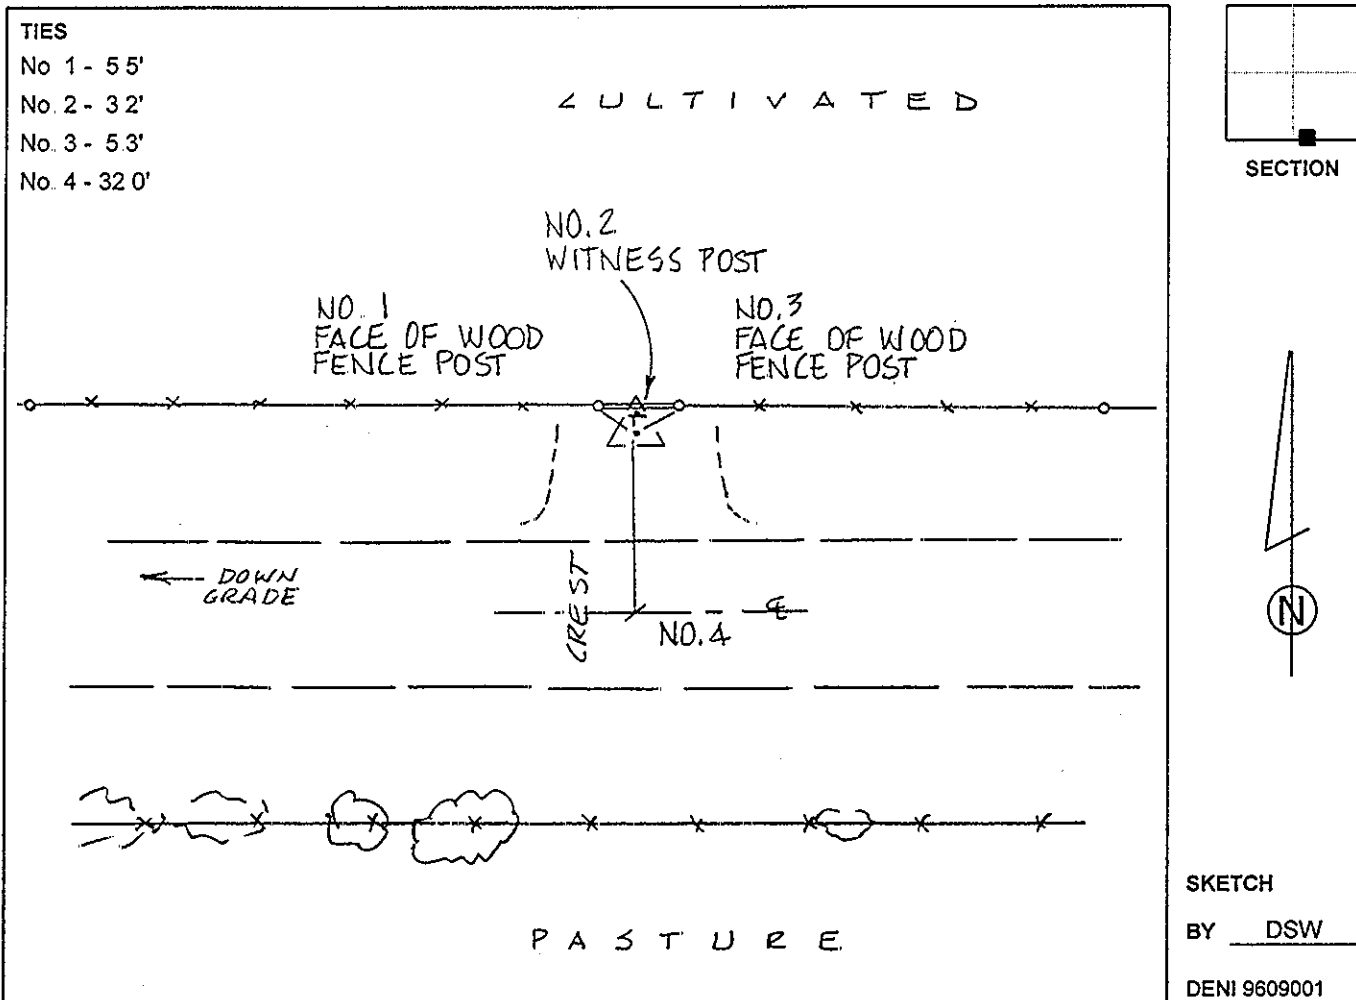 TIES
No 1 - 5 5'
No. 2 - 3 2'
No. 3 - 5.3'
No. 4 - 32 0'
CULTIVATED
SECTION
NO. 2
WITNESS POST
NO. 1
FACE OF WOOD
FENCE POST
NO. 3
FACE OF WOOD
FENCE POST
DOWN
GRADE
CREST
NO. 4
℄
N
PASTURE
SKETCH
BY DSW
DENI 9609001